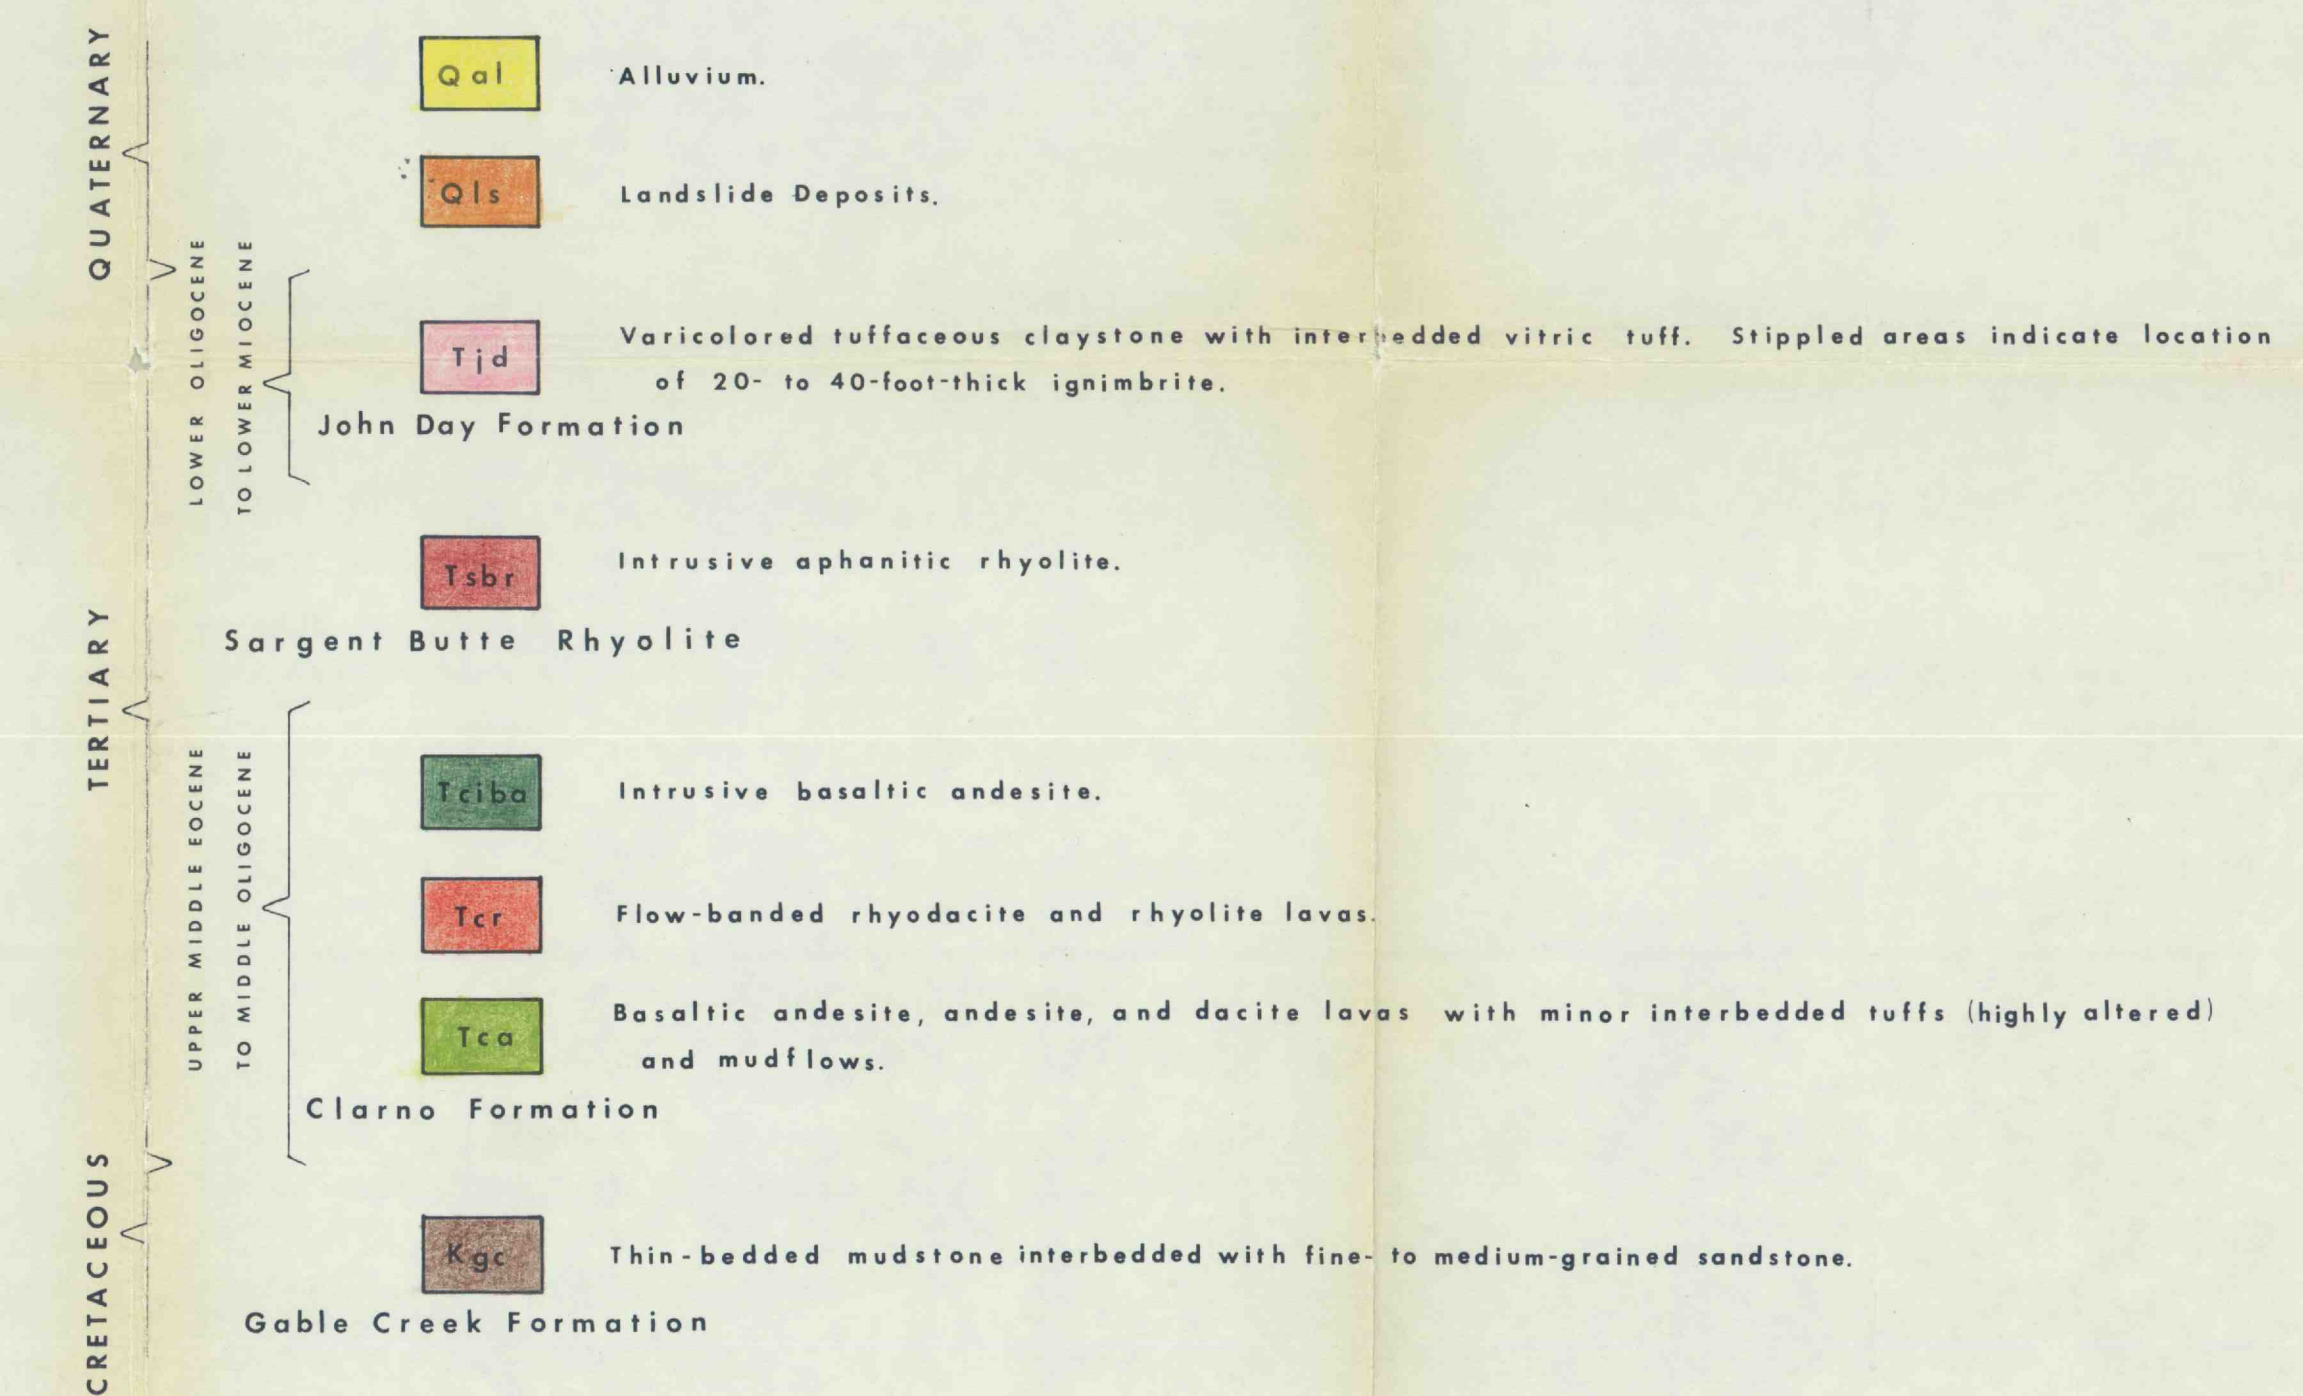 QUATERNARY
Qal
Alluvium.
Qls
Landslide Deposits.
LOWER OLIGOCENE
TO LOWER MIOCENE
Tjd
Varicolored tuffaceous claystone with interbedded vitric tuff. Stippled areas indicate location
of 20- to 40-foot-thick ignimbrite.
John Day Formation
TERTIARY
Tsbr
Intrusive aphanitic rhyolite.
Sargent Butte Rhyolite
UPPER MIDDLE EOCENE
TO MIDDLE OLIGOCENE
Tciba
Intrusive basaltic andesite.
Tcr
Flow-banded rhyodacite and rhyolite lavas.
Tca
Basaltic andesite, andesite, and dacite lavas with minor interbedded tuffs (highly altered)
and mudflows.
Clarno Formation
CRETACEOUS
Kgc
Thin-bedded mudstone interbedded with fine- to medium-grained sandstone.
Gable Creek Formation